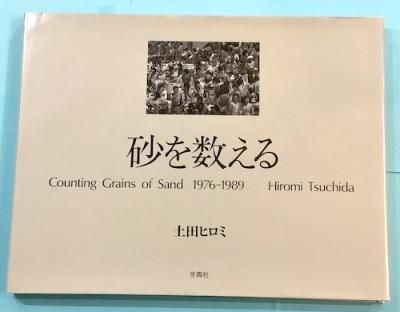 砂を数える
Counting Grains of Sand 1976–1989 Hiromi Tsuchida
土田ヒロミ
冬青社